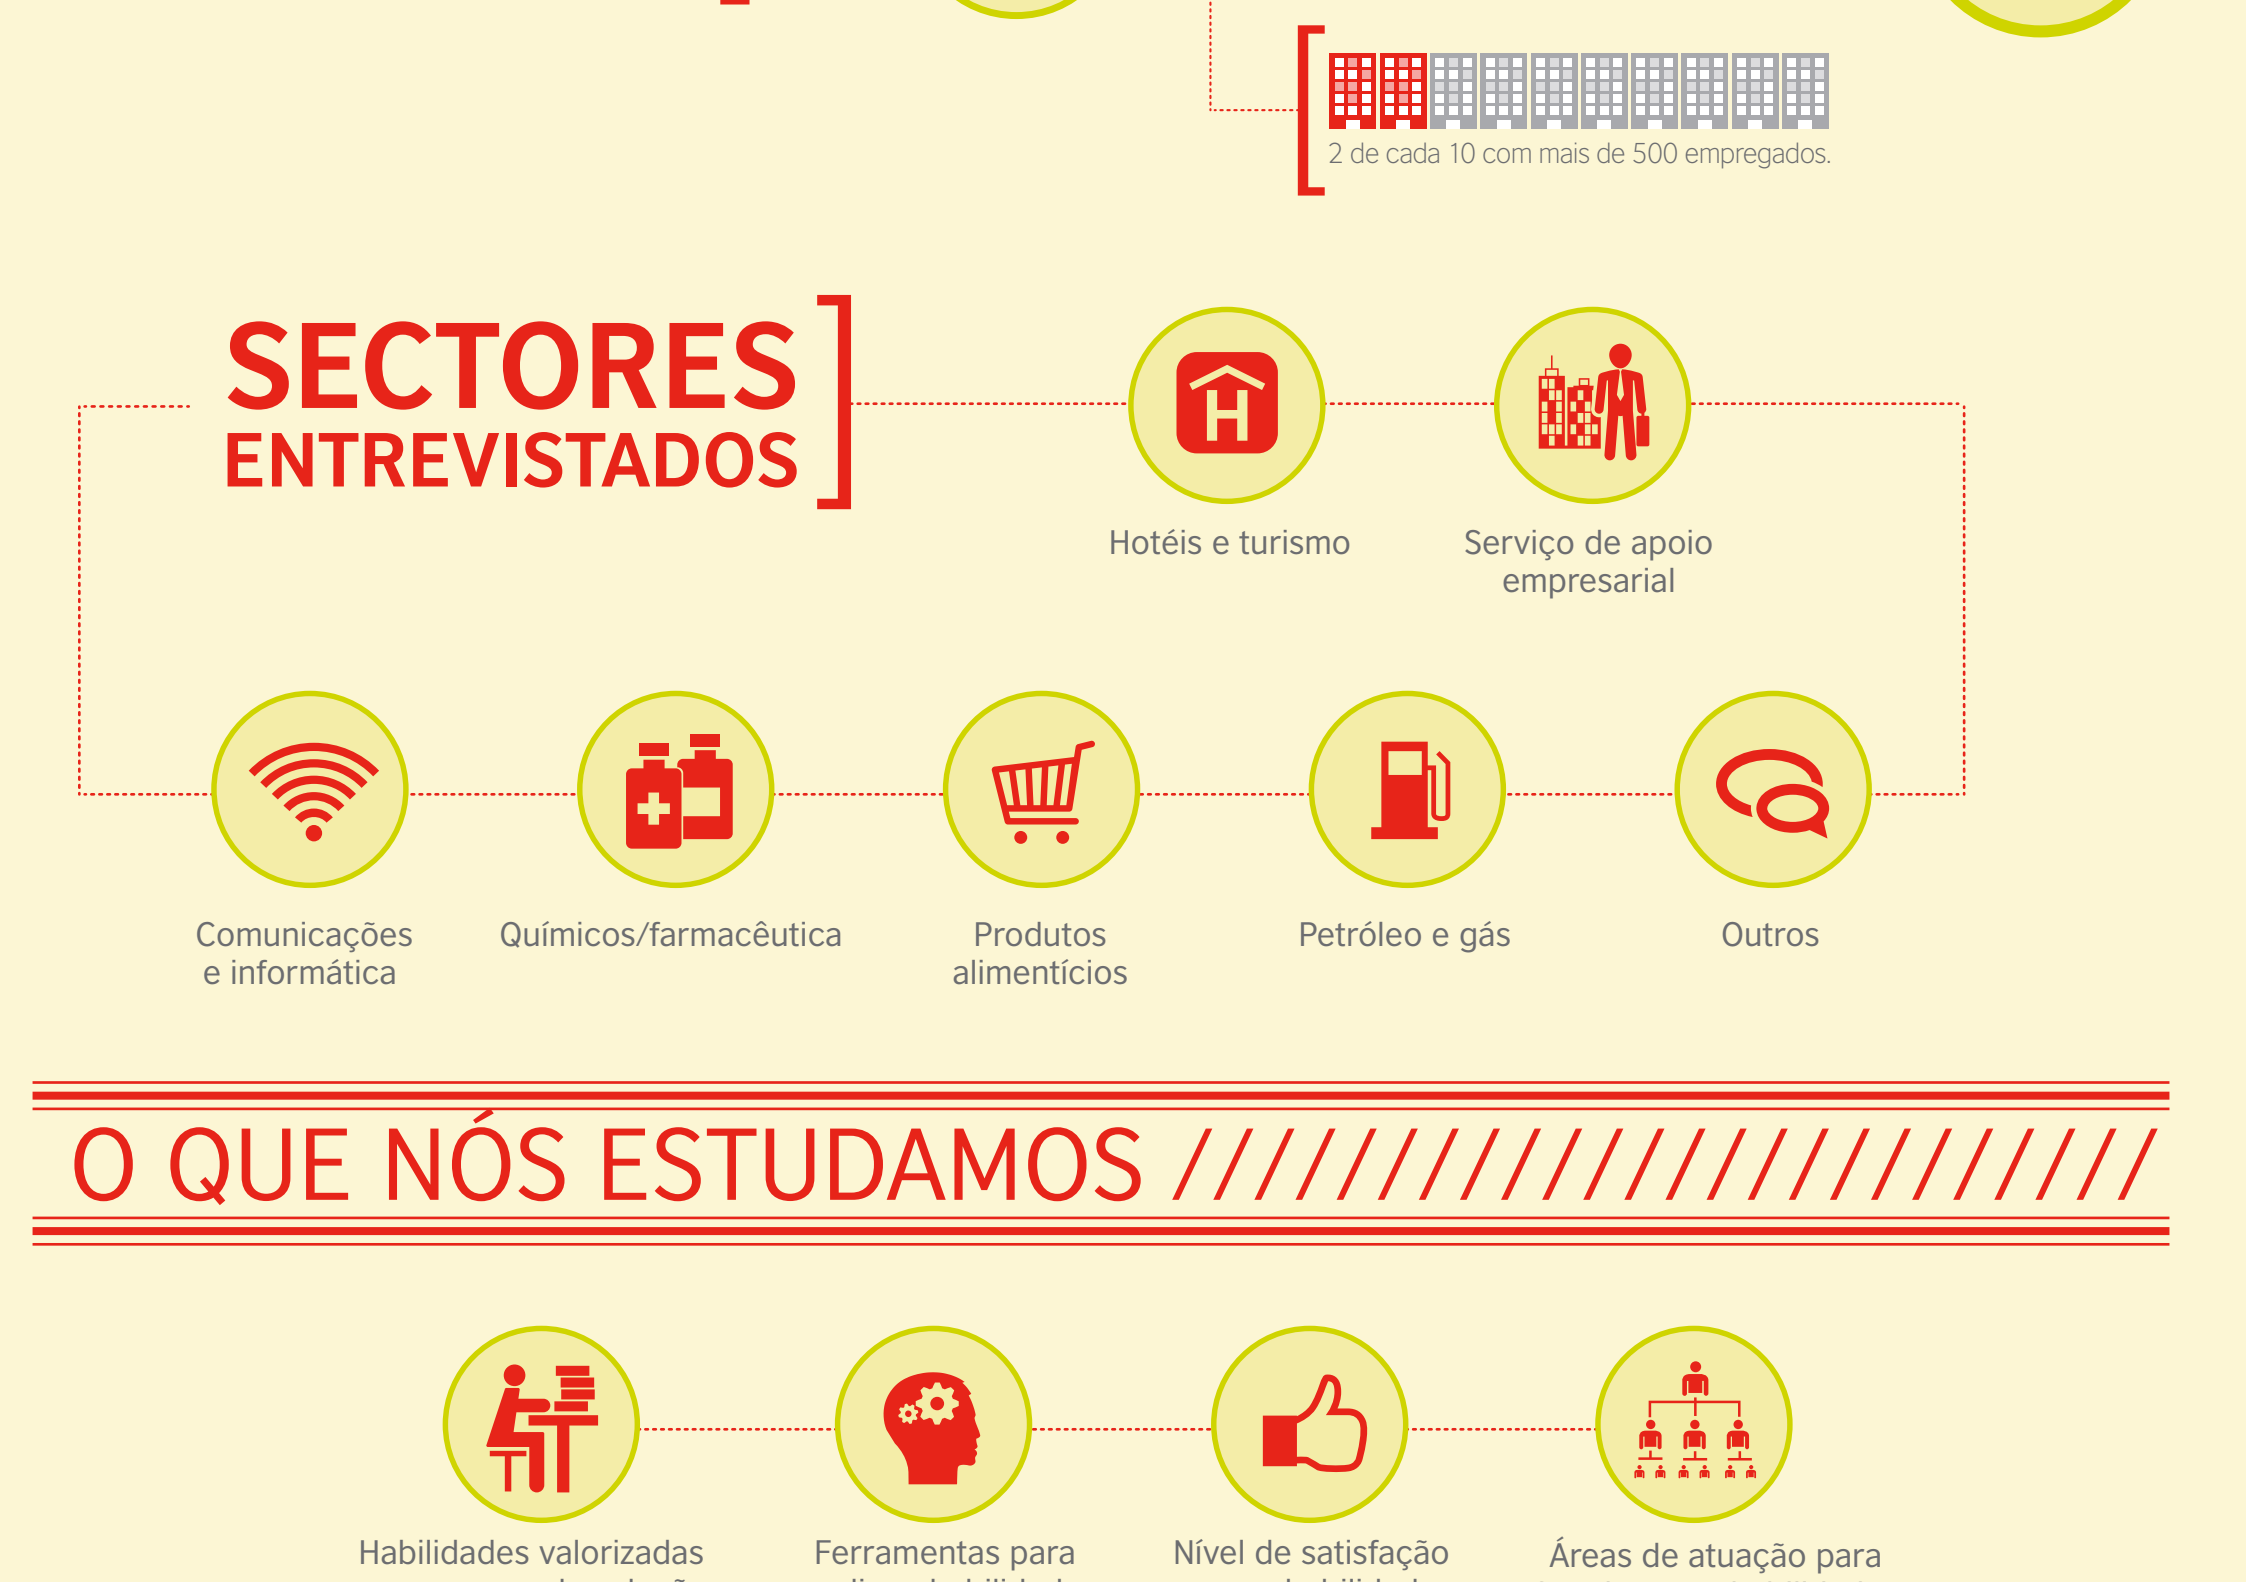 2 de cada 10 com mais de 500 empregados.
SECTORES
ENTREVISTADOS
Hotéis e turismo
Serviço de apoio
empresarial
Comunicações
e informática
Químicos/farmacêutica
Produtos
alimentícios
Petróleo e gás
Outros
O QUE NÓS ESTUDAMOS ////////////////////////
Habilidades valorizadas
Ferramentas para
Nível de satisfação
Áreas de atuação para